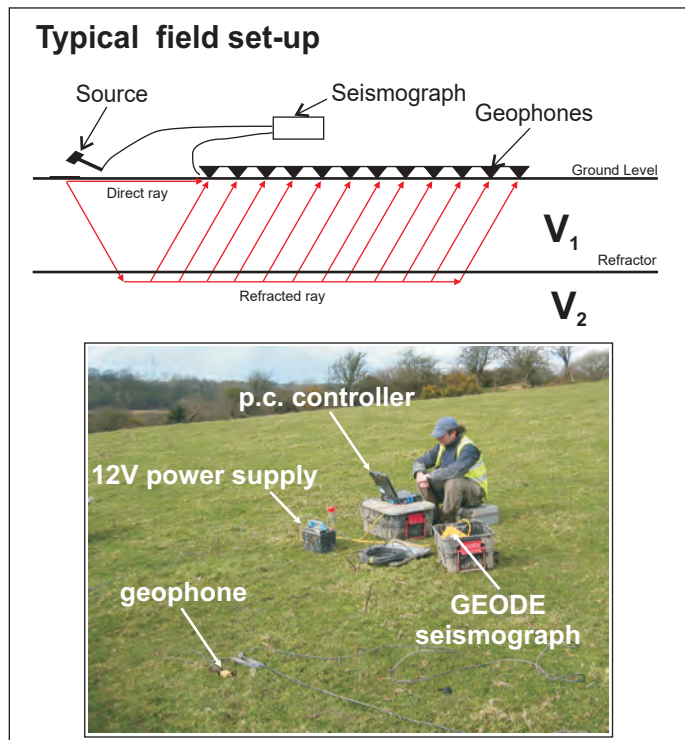 Typical field set-up
Source
Seismograph
Geophones
Ground Level
Direct ray
V1
Refractor
Refracted ray
V2
p.c. controller
12V power supply
geophone
GEODE
seismograph